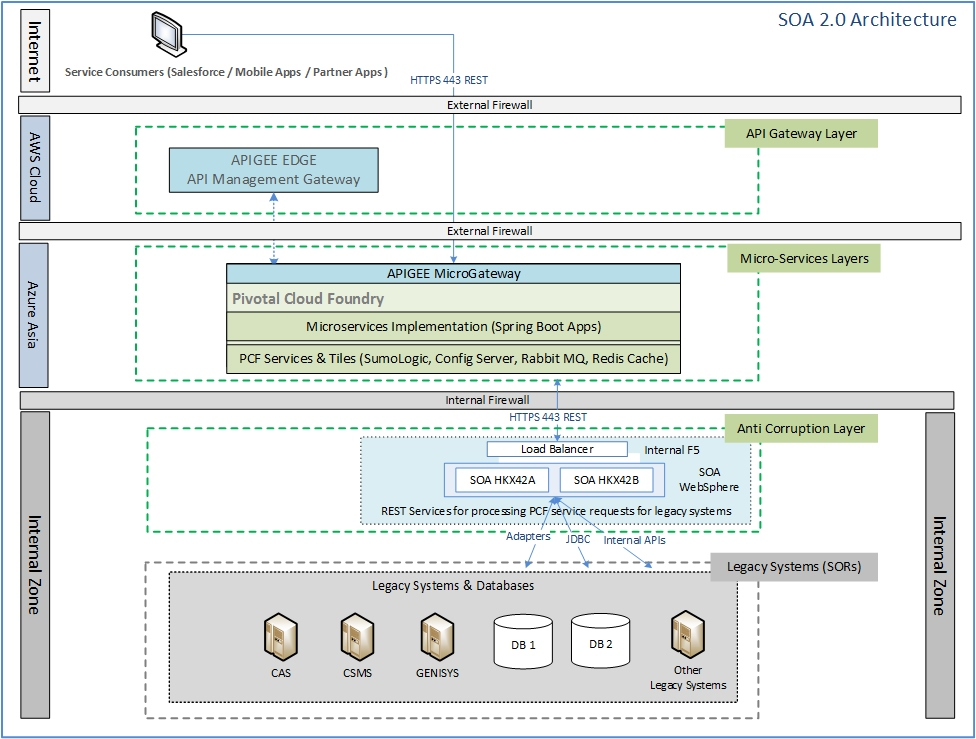 SOA 2.0 Architecture
Internet
Service Consumers (Salesforce / Mobile Apps / Partner Apps )
HTTPS 443 REST
External Firewall
AWS Cloud
API Gateway Layer
APIGEE EDGE
API Management Gateway
External Firewall
Azure Asia
Micro-Services Layers
APIGEE MicroGateway
Pivotal Cloud Foundry
Microservices Implementation (Spring Boot Apps)
PCF Services & Tiles (SumoLogic, Config Server, Rabbit MQ, Redis Cache)
Internal Firewall
HTTPS 443 REST
Internal Zone
Internal Zone
Anti Corruption Layer
Load Balancer
Internal F5
SOA HKX42A
SOA HKX42B
SOA
WebSphere
REST Services for processing PCF service requests for legacy systems
Adapters
JDBC
Internal APIs
Legacy Systems (SORs)
Legacy Systems & Databases
CAS
CSMS
GENISYS
DB 1
DB 2
Other
Legacy Systems